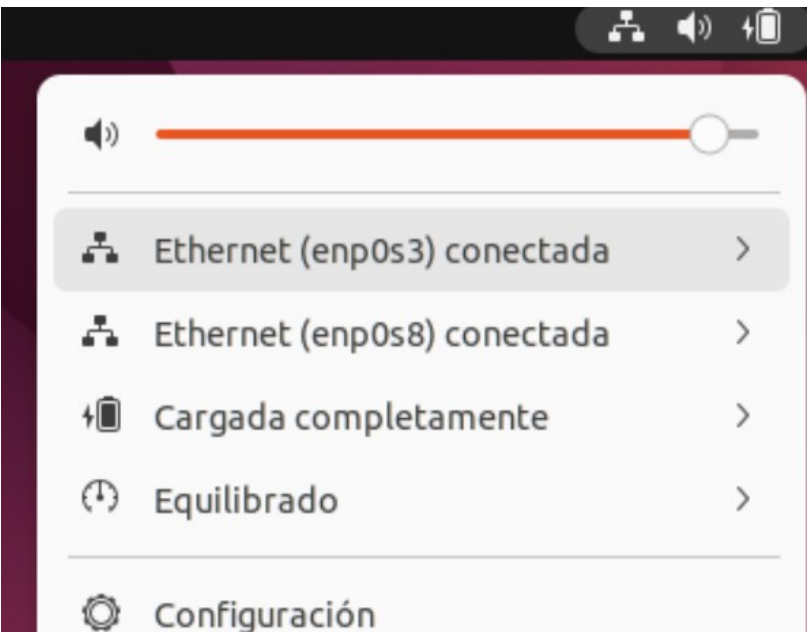 Ethernet (enp0s3) conectada
Ethernet (enp0s8) conectada
Cargada completamente
Equilibrado
Configuración